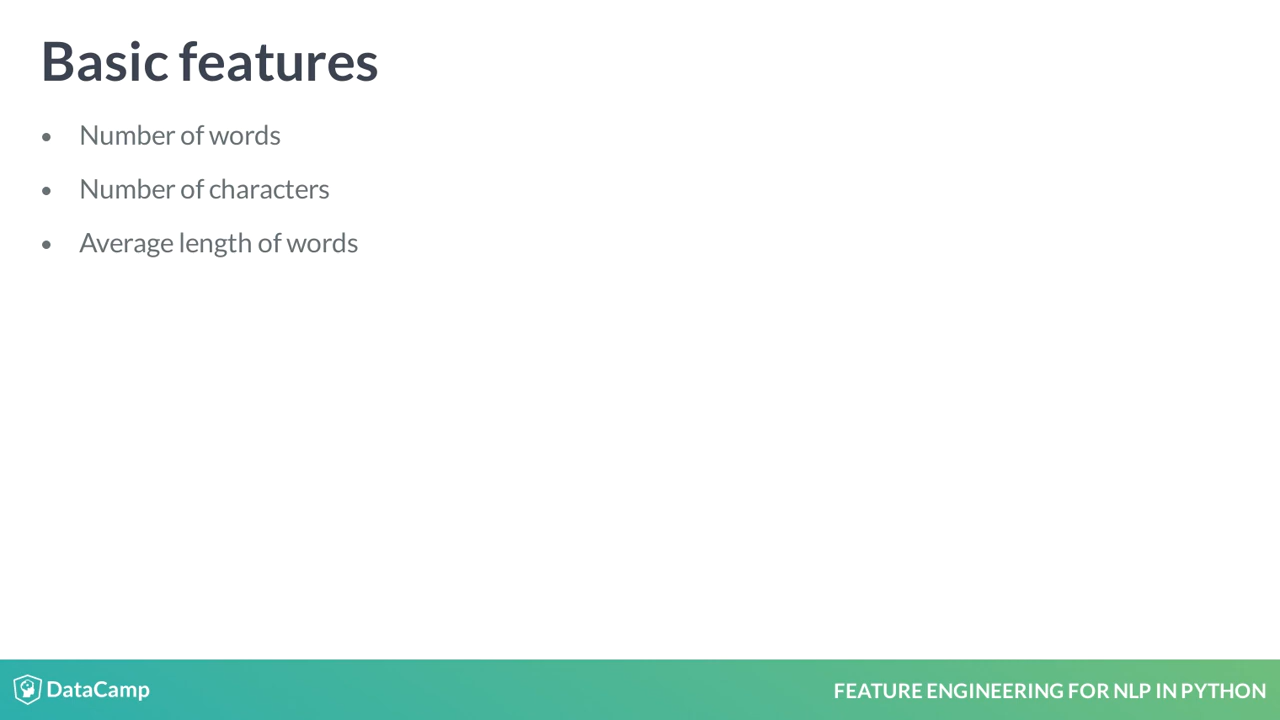 Basic features
• Number of words
• Number of characters
• Average length of words
DataCamp
FEATURE ENGINEERING FOR NLP IN PYTHON